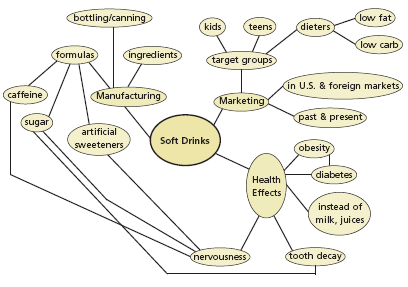 bottling/canning
kids
teens
dieters
low fat
low carb
formulas
ingredients
target groups
caffeine
Manufacturing
Marketing
in U.S. & foreign markets
past & present
sugar
artificial
sweeteners
Soft Drinks
obesity
diabetes
Health
Effects
instead of
milk, juices
nervousness
tooth decay